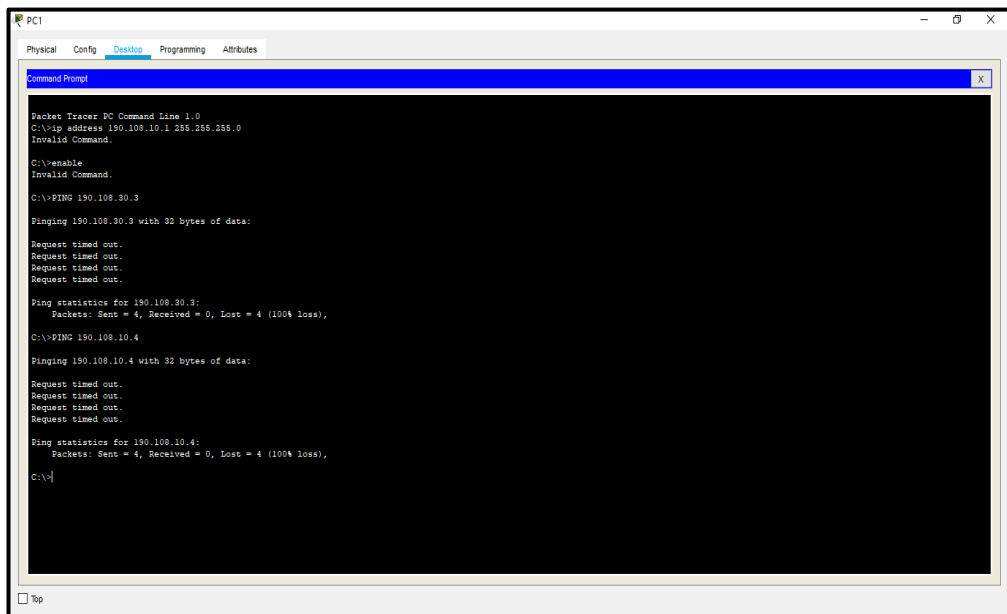 PC1
Physical Config Desktop Programming Attributes
Command Prompt
X
Packet Tracer PC Command Line 1.0
C:\>ip address 190.108.10.1 255.255.255.0
Invalid Command.
C:\>enable
Invalid Command.
C:\>PING 190.108.30.3
Pinging 190.108.30.3 with 32 bytes of data:
Request timed out.
Request timed out.
Request timed out.
Request timed out.
Ping statistics for 190.108.30.3:
Packets: Sent = 4, Received = 0, Lost = 4 (100% loss),
C:\>PING 190.108.10.4
Pinging 190.108.10.4 with 32 bytes of data:
Request timed out.
Request timed out.
Request timed out.
Request timed out.
Ping statistics for 190.108.10.4:
Packets: Sent = 4, Received = 0, Lost = 4 (100% loss),
C:\>
Top